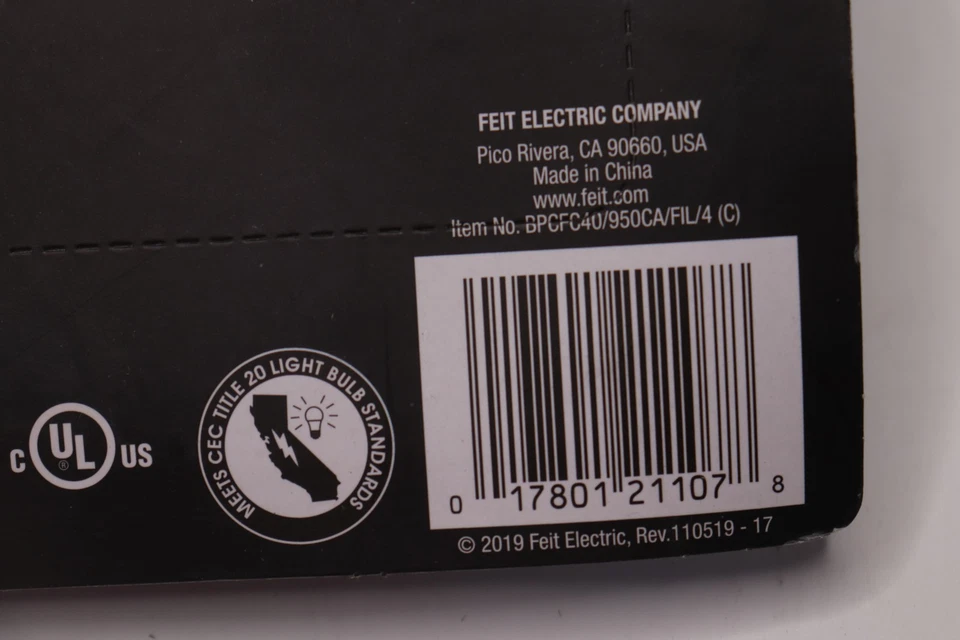 FEIT ELECTRIC COMPANY
Pico Rivera, CA 90660, USA
Made in China
www.feit.com
Item No. BPCFC40/950CA/FIL/4 (C)
MEETS CEC TITLE 20 LIGHT BULB STANDARDS
C UL ® US
0 17801 21107 8
© 2019 Feit Electric, Rev.110519 - 17